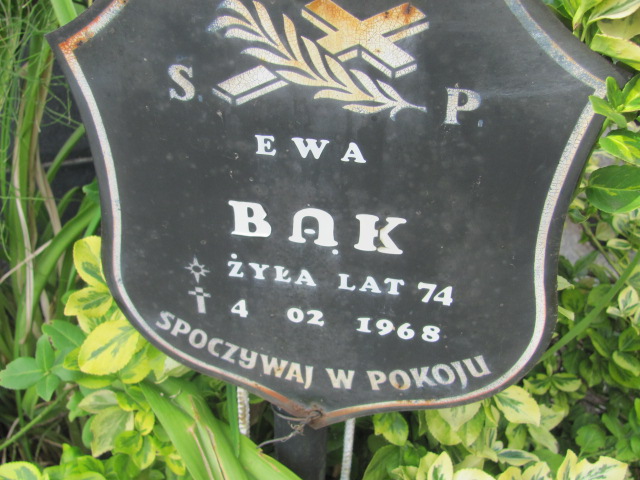 S. P.
EWA
BĄK
ŻYŁA LAT 74
4 02 1968
SPOCZYWAJ W POKOJU